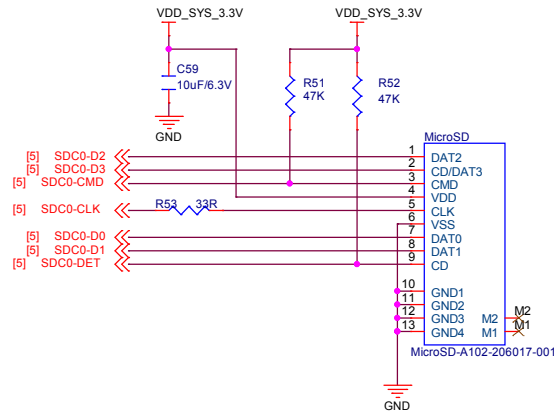 VDD_SYS_3.3V VDD_SYS_3.3V
C59
10uF/6.3V
R51
47K
R52
47K
GND
MicroSD
[5] SDC0-D2 1 DAT2
[5] SDC0-D3 2 CD/DAT3
[5] SDC0-CMD 3 CMD
4 VDD
[5] SDC0-CLK R53 33R 5 CLK
6 VSS
[5] SDC0-D0 7 DAT0
[5] SDC0-D1 8 DAT1
[5] SDC0-DET 9 CD
10 GND1
11 GND2
12 GND3 M2 M2
13 GND4 M1 M1
MicroSD-A102-206017-001
GND